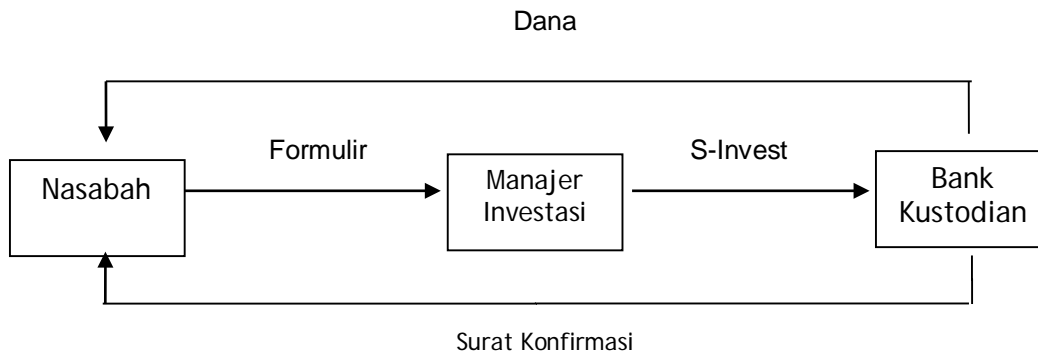 Dana
Formulir
S-Invest
Nasabah
Manajer
Investasi
Bank
Kustodian
Surat Konfirmasi